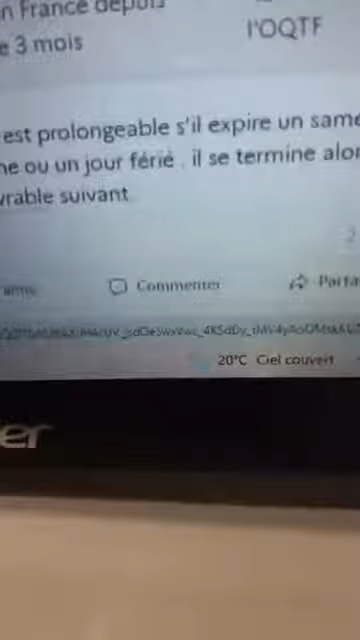 n France depuis
l'OQTF
e 3 mois
est prolongeable s'il expire un same
ne ou un jour férié . il se termine alor
vrable suivant
Commenter
Parta
20°C Ciel couvert
er